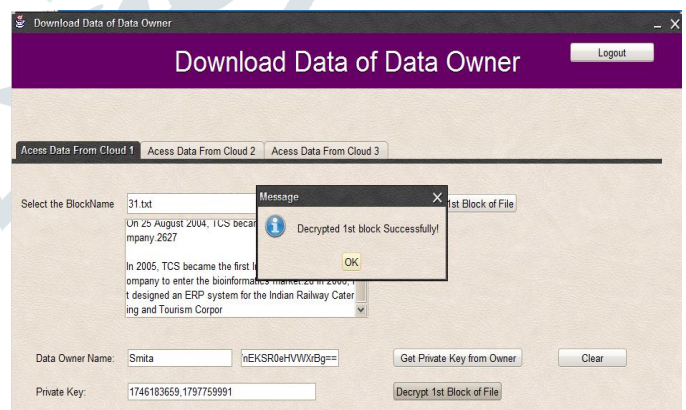 Download Data of Data Owner
Download Data of Data Owner
Logout
Acess Data From Cloud 1 Acess Data From Cloud 2 Acess Data From Cloud 3
Select the BlockName 31.txt 1st Block of File
Message
Decrypted 1st block Successfully!
OK
On 25 August 2004, TCS becar
mpany.2627
In 2005, TCS became the first I
ompany to enter the bioinformatics market.28 In 2006, I
t designed an ERP system for the Indian Railway Cater
ing and Tourism Corpor
Data Owner Name: Smita nEKSR0eHVWXrBg== Get Private Key from Owner Clear
Private Key: 1746183659,1797759991 Decrypt 1st Block of File